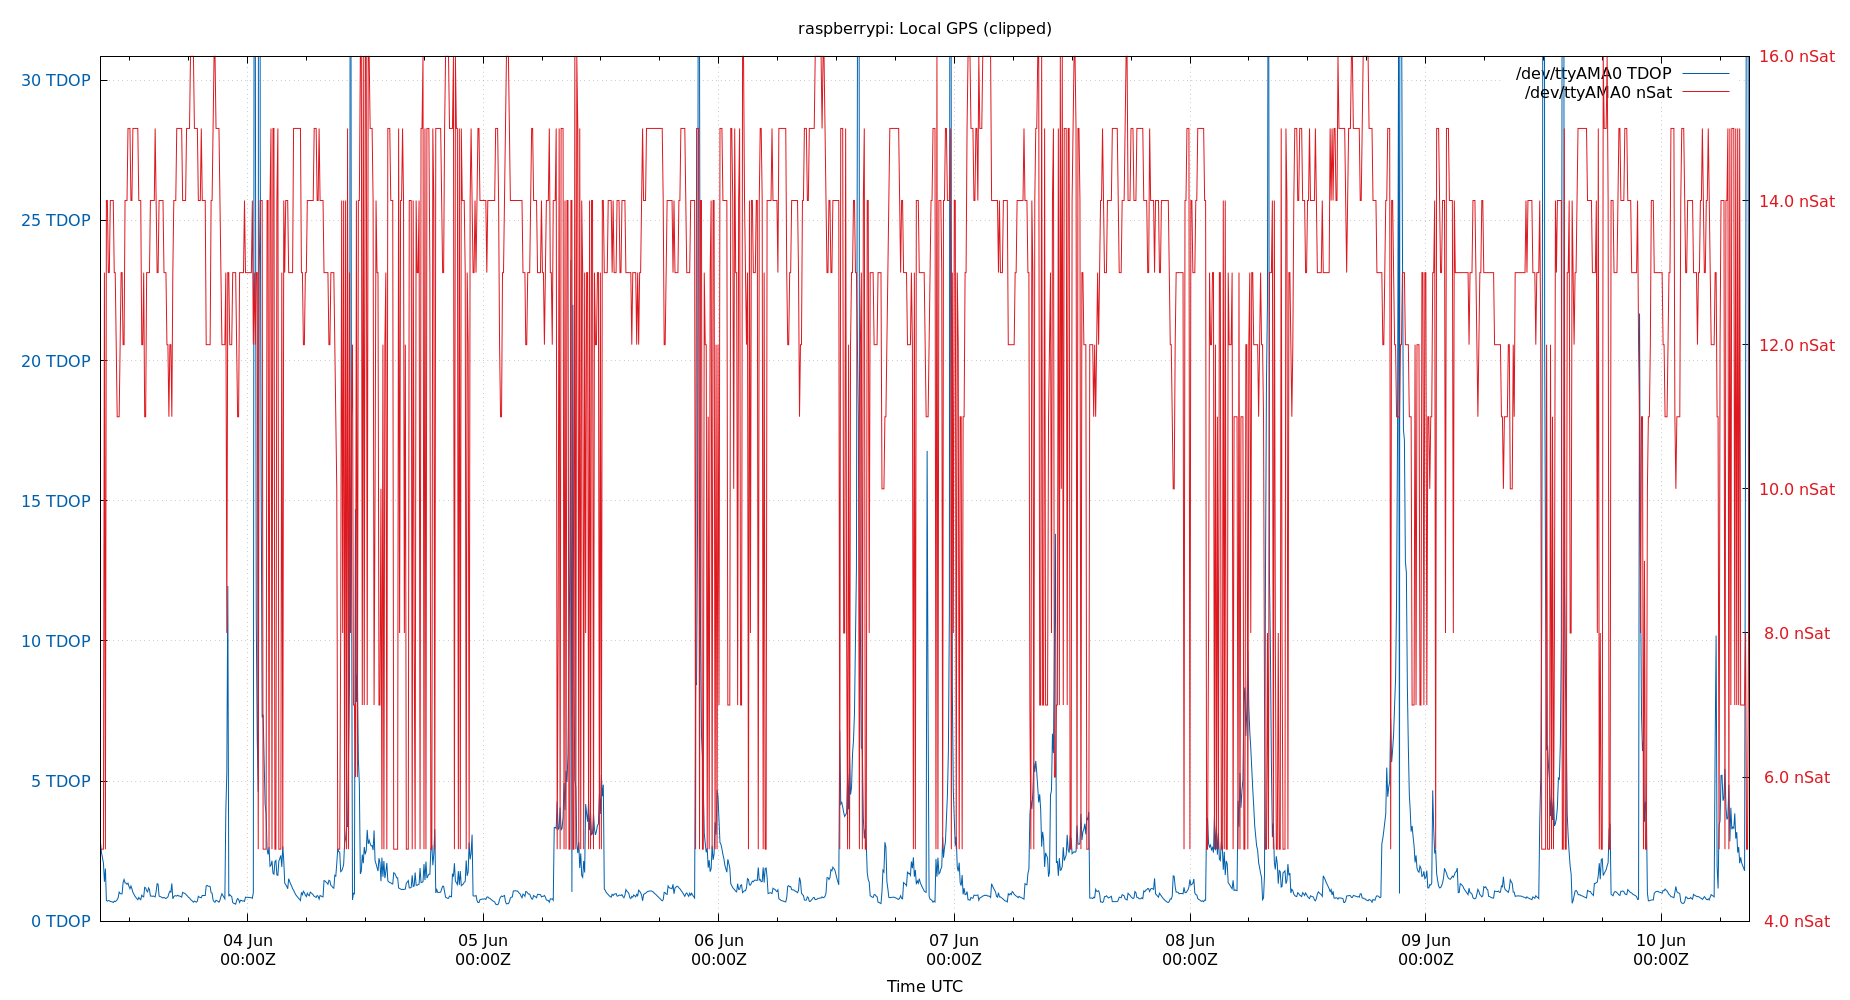 raspberrypi: Local GPS (clipped)
30 TDOP
25 TDOP
20 TDOP
15 TDOP
10 TDOP
5 TDOP
0 TDOP
16.0 nSat
14.0 nSat
12.0 nSat
10.0 nSat
8.0 nSat
6.0 nSat
4.0 nSat
/dev/ttyAMA0 TDOP
/dev/ttyAMA0 nSat
04 Jun
00:00Z
05 Jun
00:00Z
06 Jun
00:00Z
07 Jun
00:00Z
08 Jun
00:00Z
09 Jun
00:00Z
10 Jun
00:00Z
Time UTC